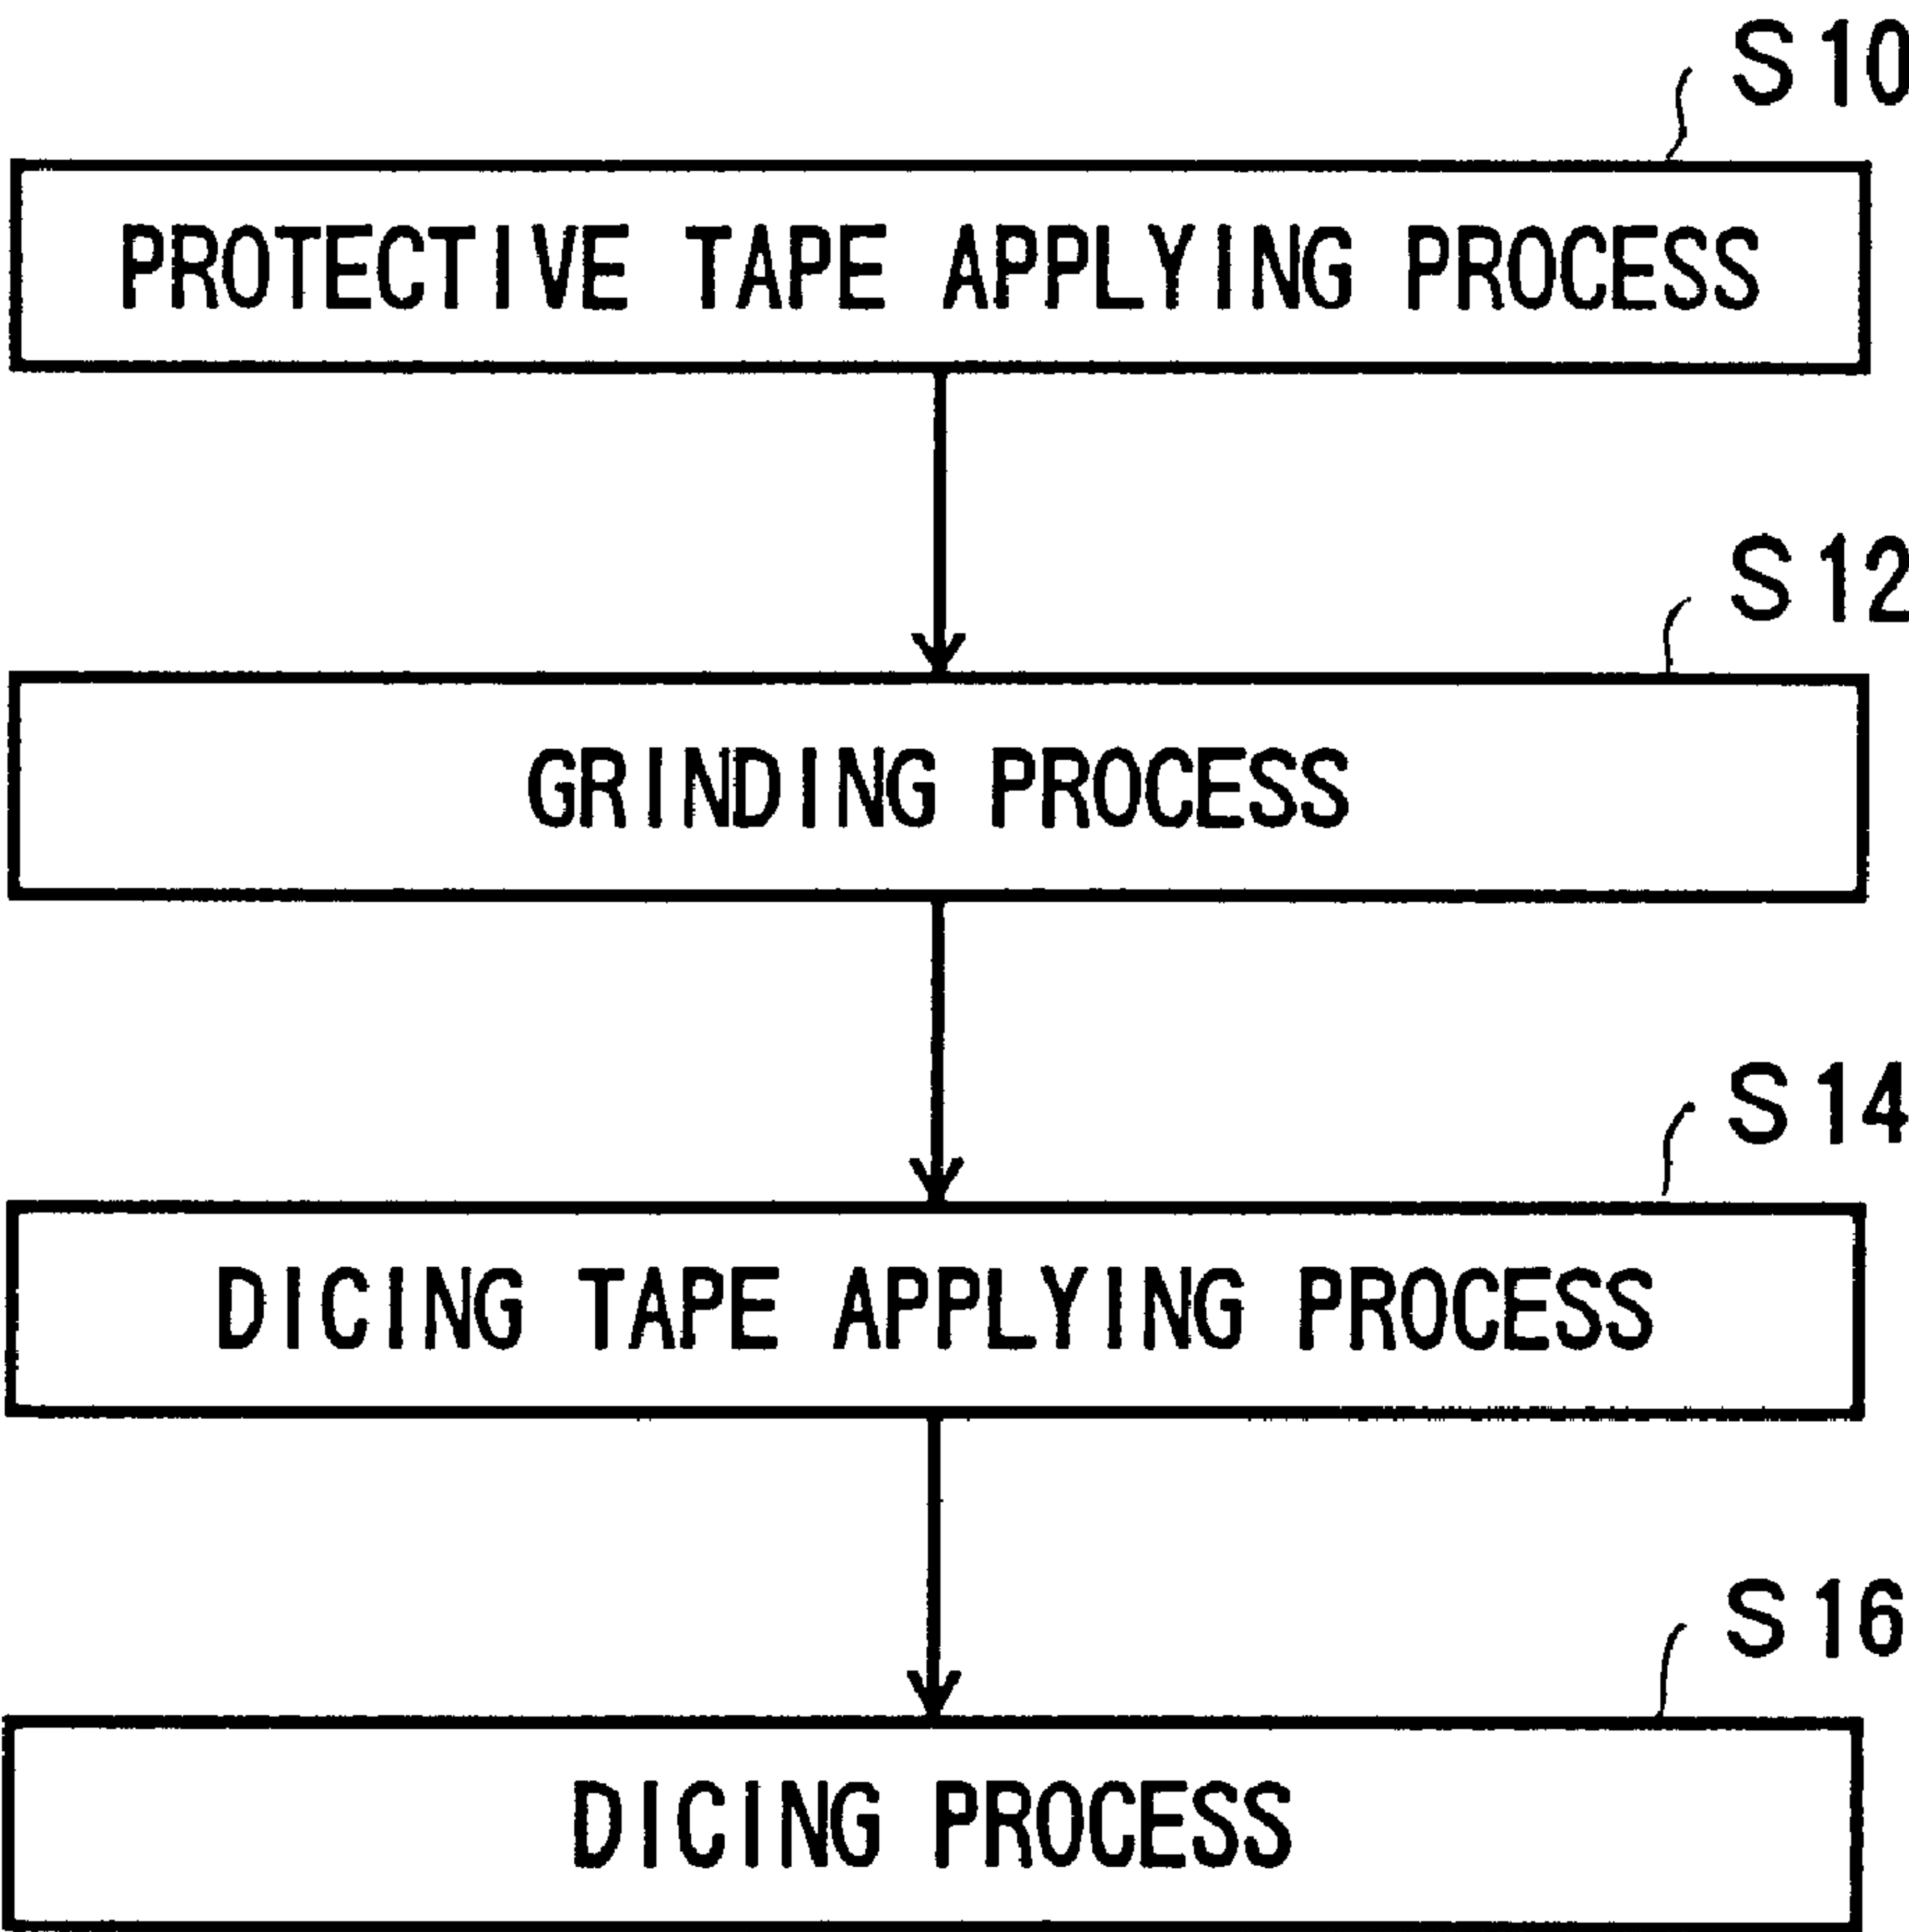 S10
PROTECTIVE TAPE APPLYING PROCESS
S12
GRINDING PROCESS
S14
DICING TAPE APPLYING PROCESS
S16
DICING PROCESS